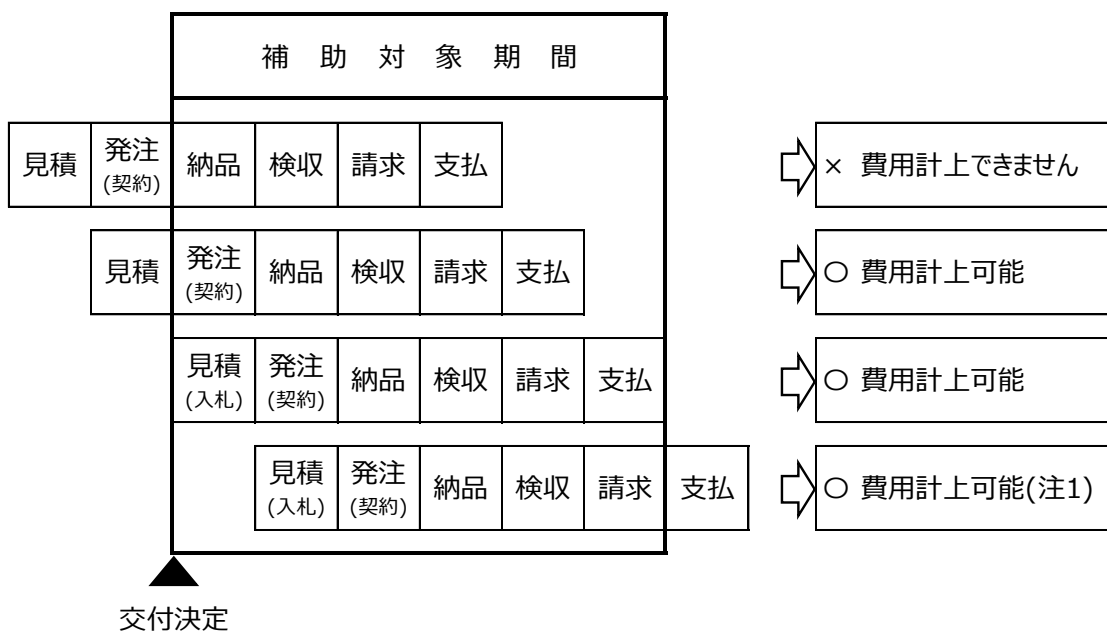 補助対象期間
見積 発注 納品 検収 請求 支払 × 費用計上できません
(契約)
見積 発注 納品 検収 請求 支払 〇 費用計上可能
(契約)
見積 発注 納品 検収 請求 支払 〇 費用計上可能
(入札) (契約)
見積 発注 納品 検収 請求 支払 〇 費用計上可能(注1)
(入札) (契約)
交付決定